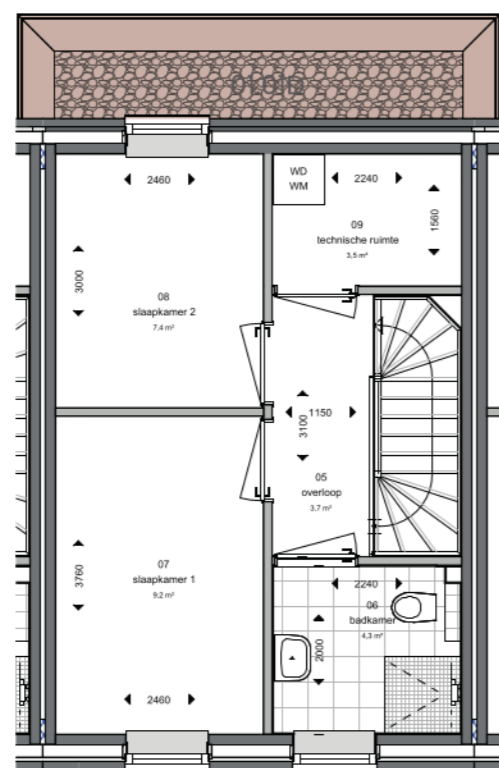 WD
WM
2460
2240
1560
09
technische ruimte
3,5 m²
3000
08
slaapkamer 2
7.4 m²
1150
3100
05
overloop
3.7 m²
3760
07
slaapkamer 1
9.2 m²
2240
06
badkamer
4,3 m²
2000
2460